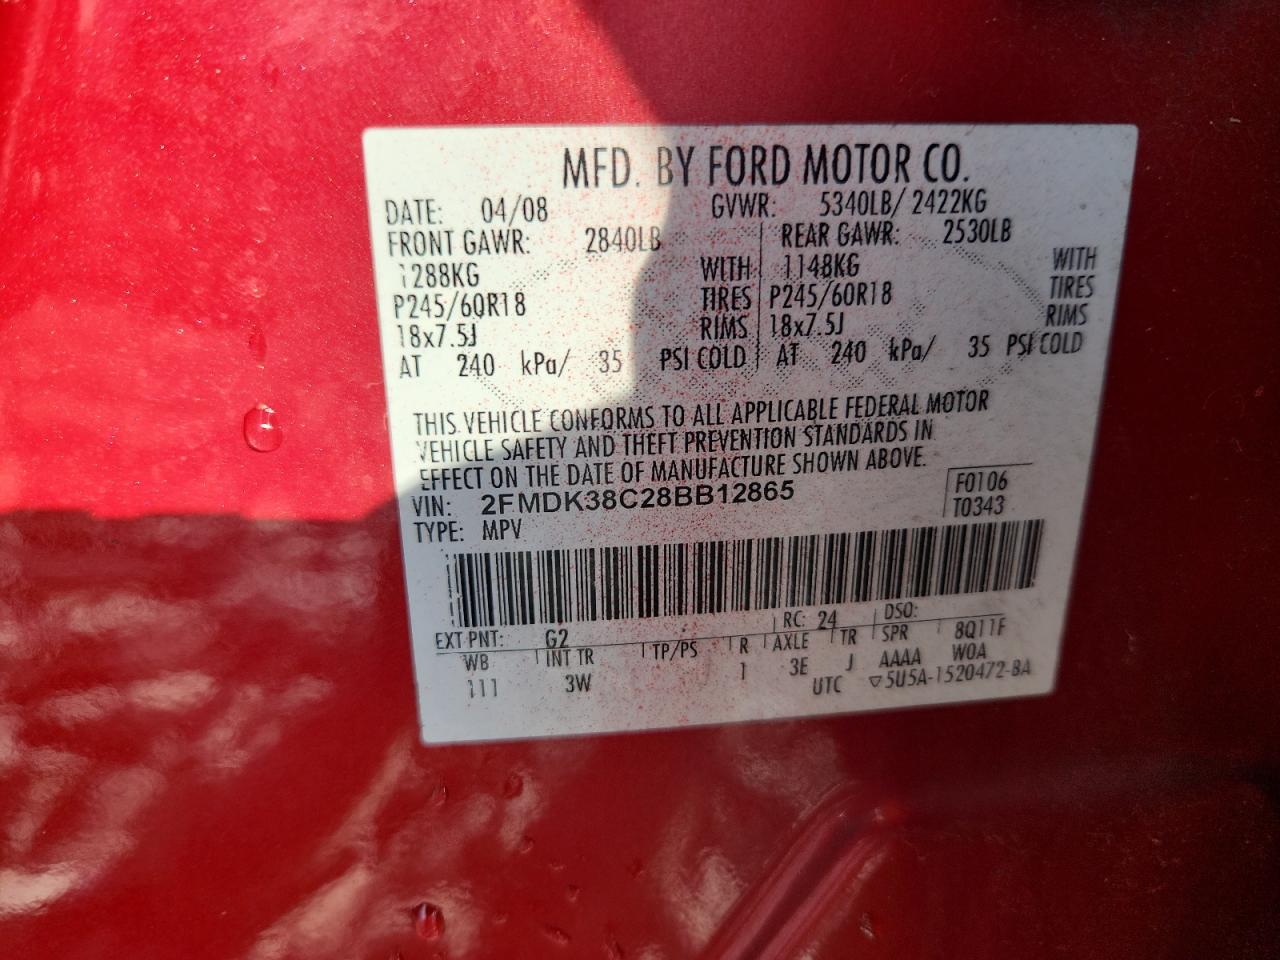 MFD. BY FORD MOTOR CO.
DATE: 04/08 GVWR: 5340LB/ 2422KG
FRONT GAWR: 2840LB REAR GAWR: 2530LB
1288KG WITH 1148KG WITH
P245/60R18 TIRES P245/60R18 TIRES
18x7.5J RIMS 18x7.5J RIMS
AT 240 kPa/ 35 PSI COLD AT 240 kPa/ 35 PSI COLD
THIS VEHICLE CONFORMS TO ALL APPLICABLE FEDERAL MOTOR
VEHICLE SAFETY AND THEFT PREVENTION STANDARDS IN
EFFECT ON THE DATE OF MANUFACTURE SHOWN ABOVE.
VIN: 2FMDK38C28BB12865 F0106
TYPE: MPV T0343
EXT PNT: G2 RC: 24 DSO:
WB INT TR TP/PS R AXLE TR SPR 8Q11F
111 3W 1 3E J AAAA W0A
UTC ▽5U5A-1520472-BA